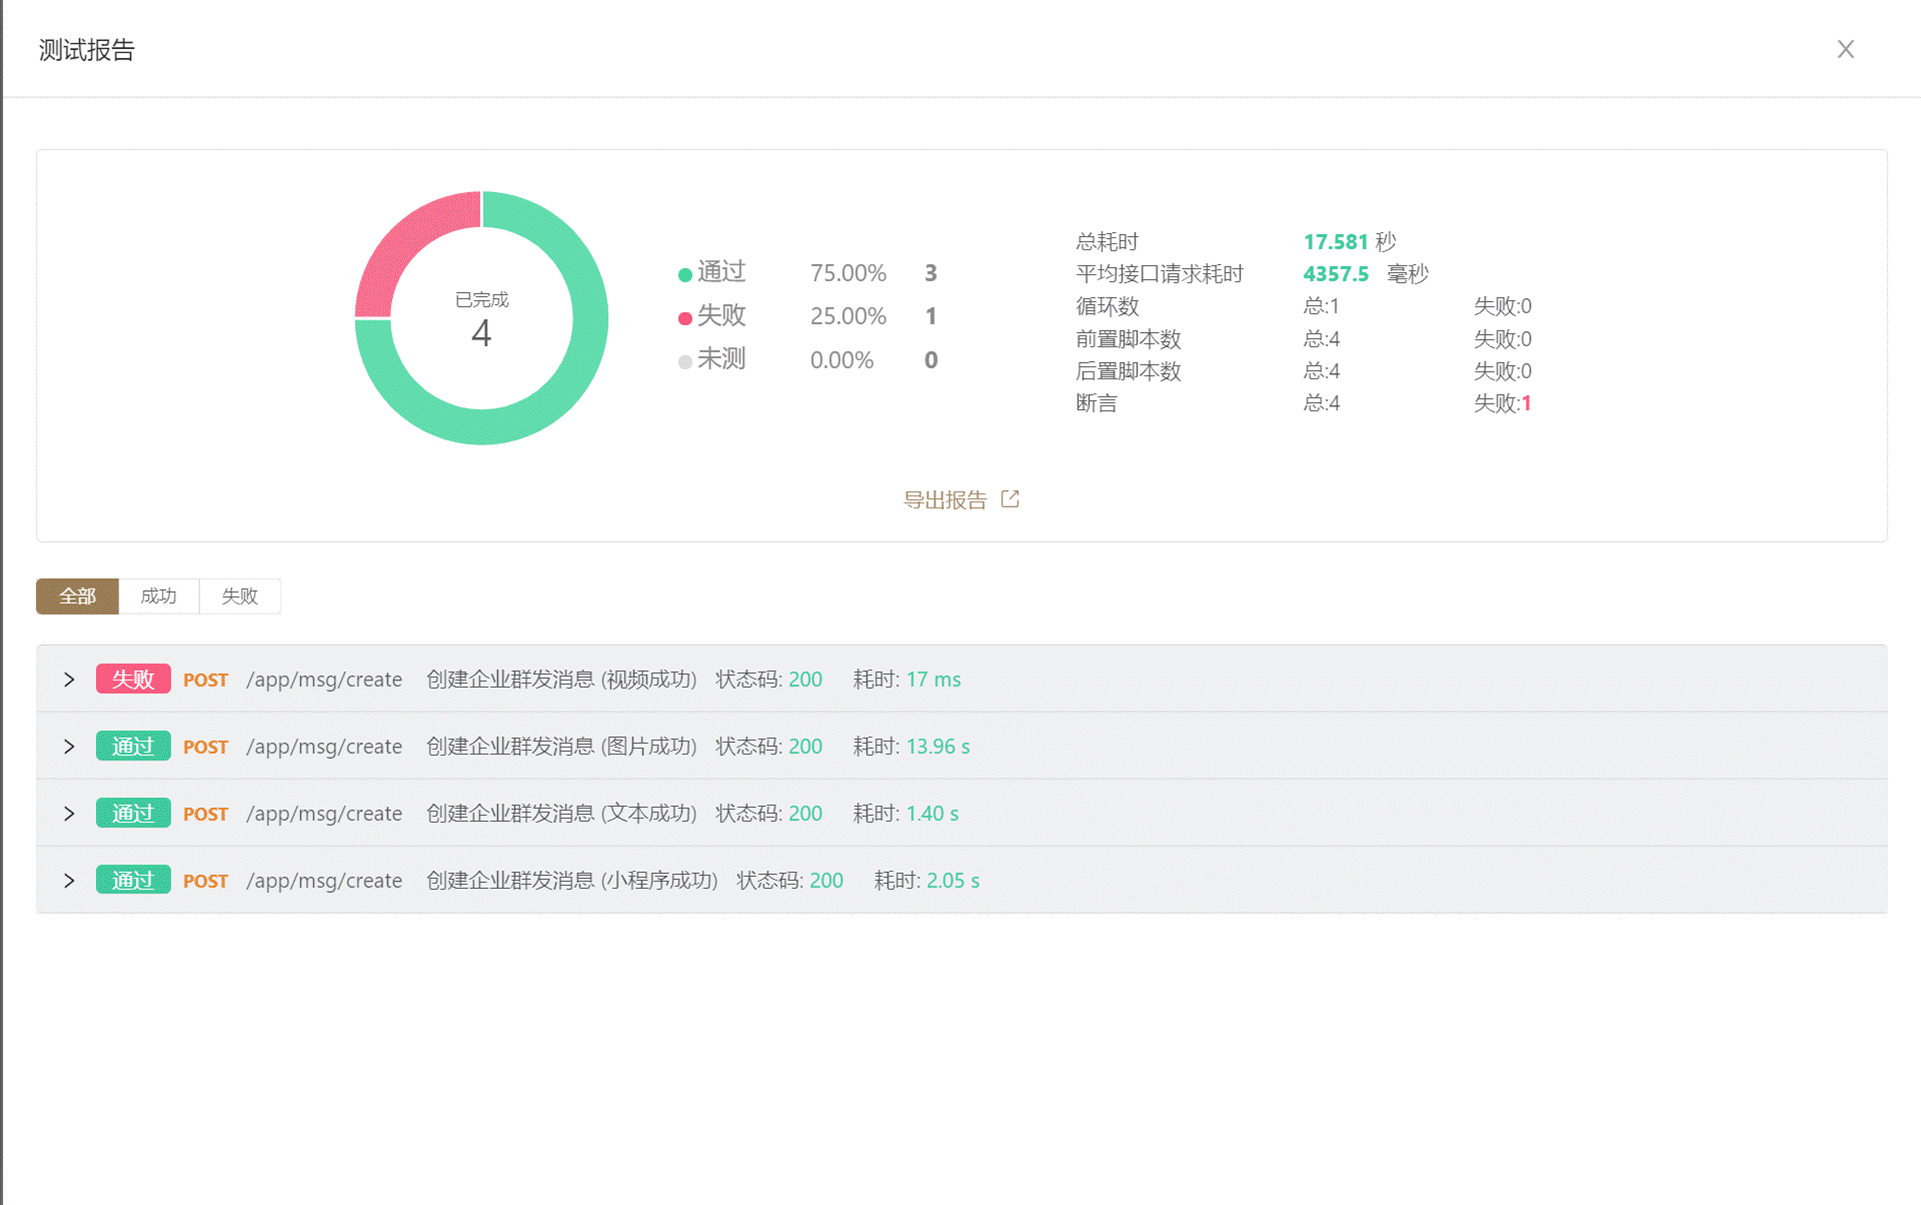 测试报告
已完成
4
通过 75.00% 3
失败 25.00% 1
未测 0.00% 0
总耗时 17.581 秒
平均接口请求耗时 4357.5 毫秒
循环数 总:1 失败:0
前置脚本数 总:4 失败:0
后置脚本数 总:4 失败:0
断言 总:4 失败:1
导出报告
全部 成功 失败
失败 POST /app/msg/create 创建企业群发消息 (视频成功) 状态码: 200 耗时: 17 ms
通过 POST /app/msg/create 创建企业群发消息 (图片成功) 状态码: 200 耗时: 13.96 s
通过 POST /app/msg/create 创建企业群发消息 (文本成功) 状态码: 200 耗时: 1.40 s
通过 POST /app/msg/create 创建企业群发消息 (小程序成功) 状态码: 200 耗时: 2.05 s